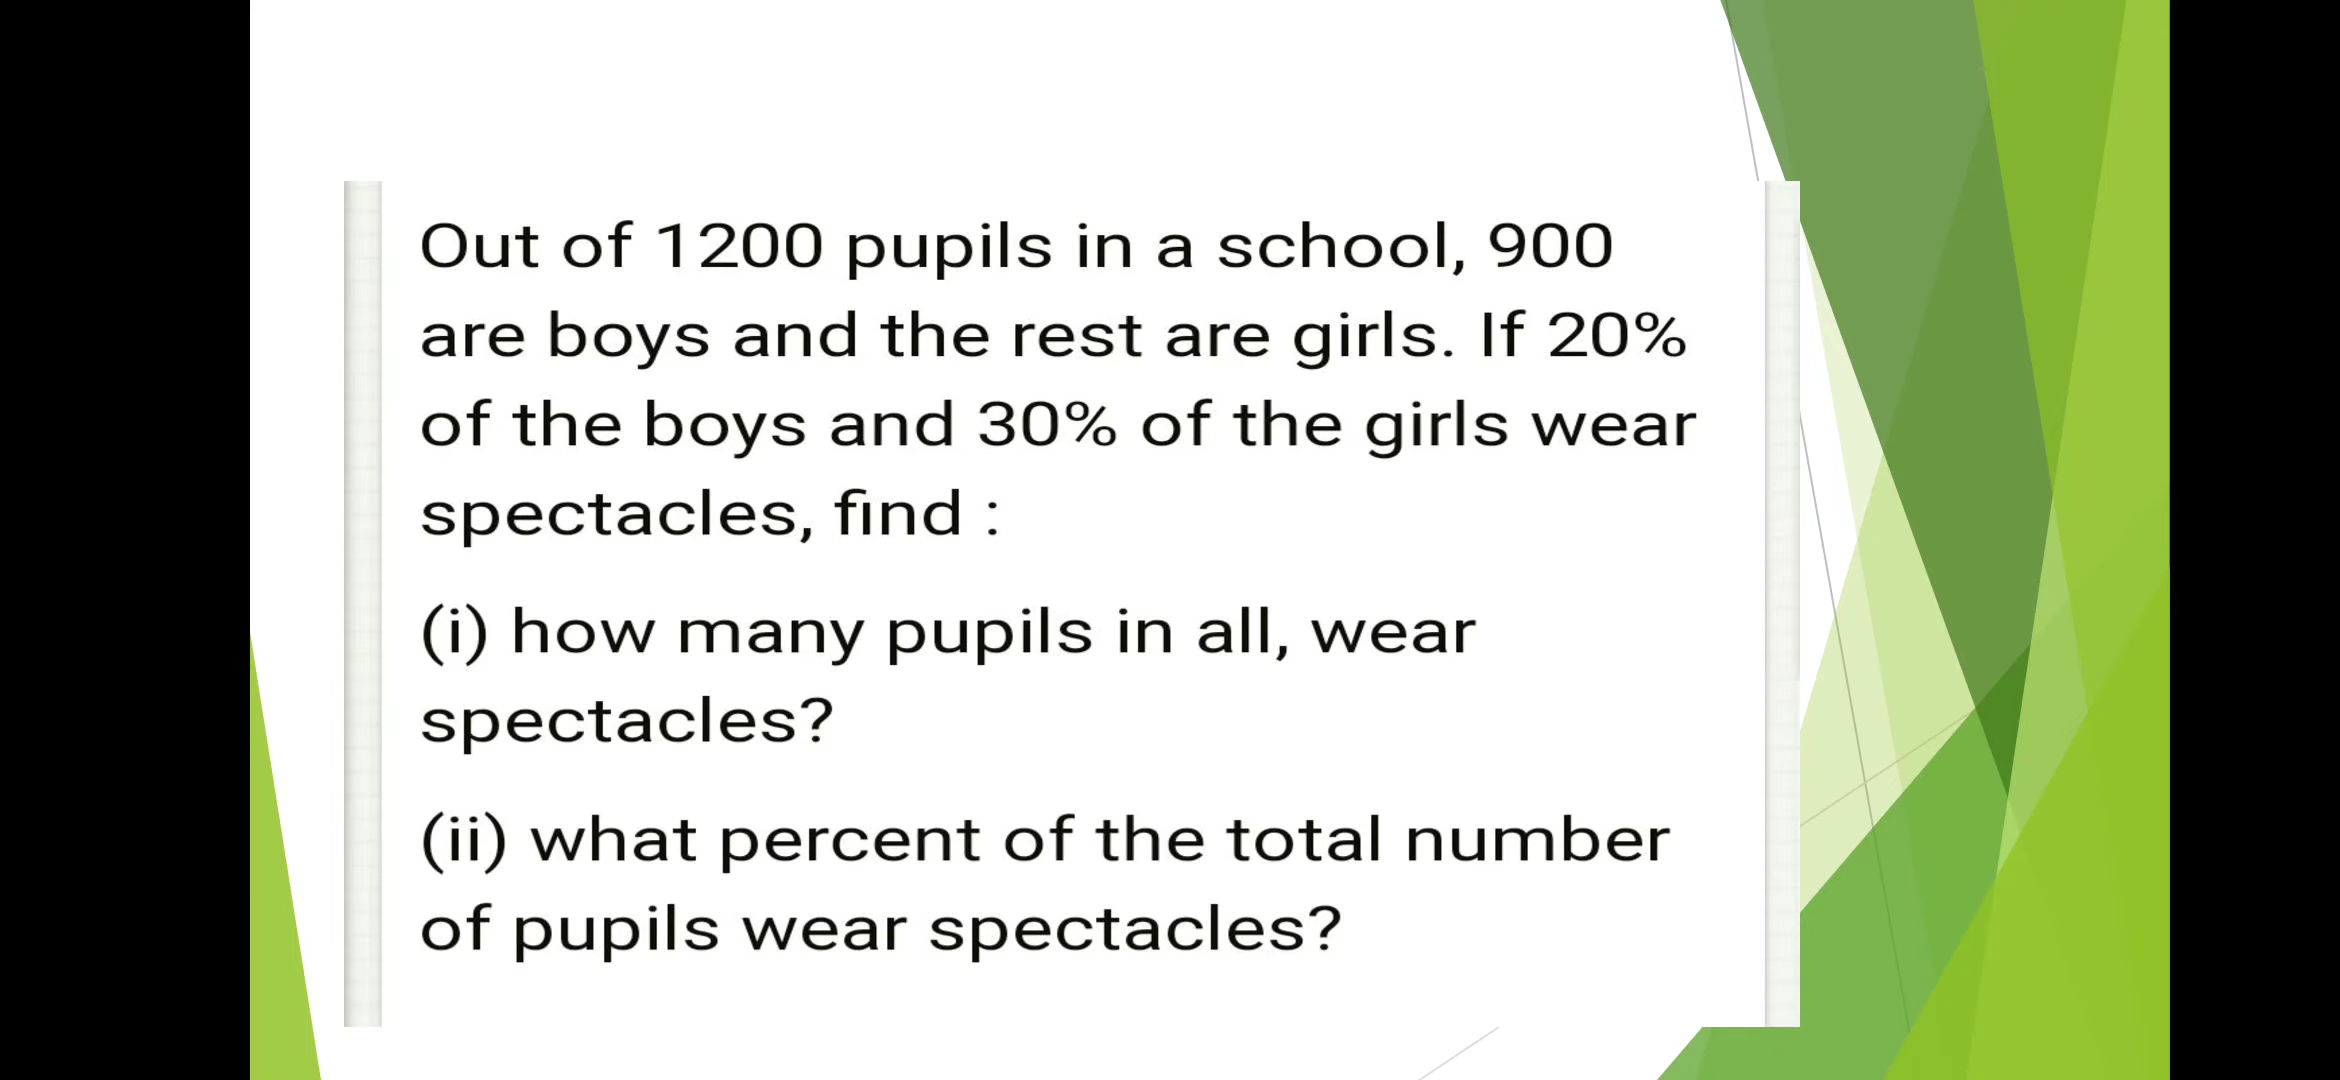 Out of 1200 pupils in a school, 900
are boys and the rest are girls. If 20%
of the boys and 30% of the girls wear
spectacles, find :
(i) how many pupils in all, wear
spectacles?
(ii) what percent of the total number
of pupils wear spectacles?